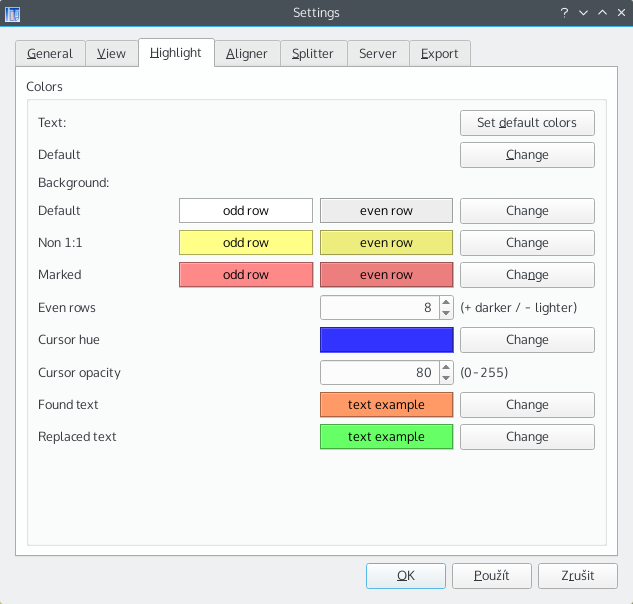 Settings
General View Highlight Aligner Splitter Server Export
Colors
Text: Set default colors
Default Change
Background:
Default odd row even row Change
Non 1:1 odd row even row Change
Marked odd row even row Change
Even rows 8 (+ darker / - lighter)
Cursor hue Change
Cursor opacity 80 (0-255)
Found text text example Change
Replaced text text example Change
OK Použít Zrušit